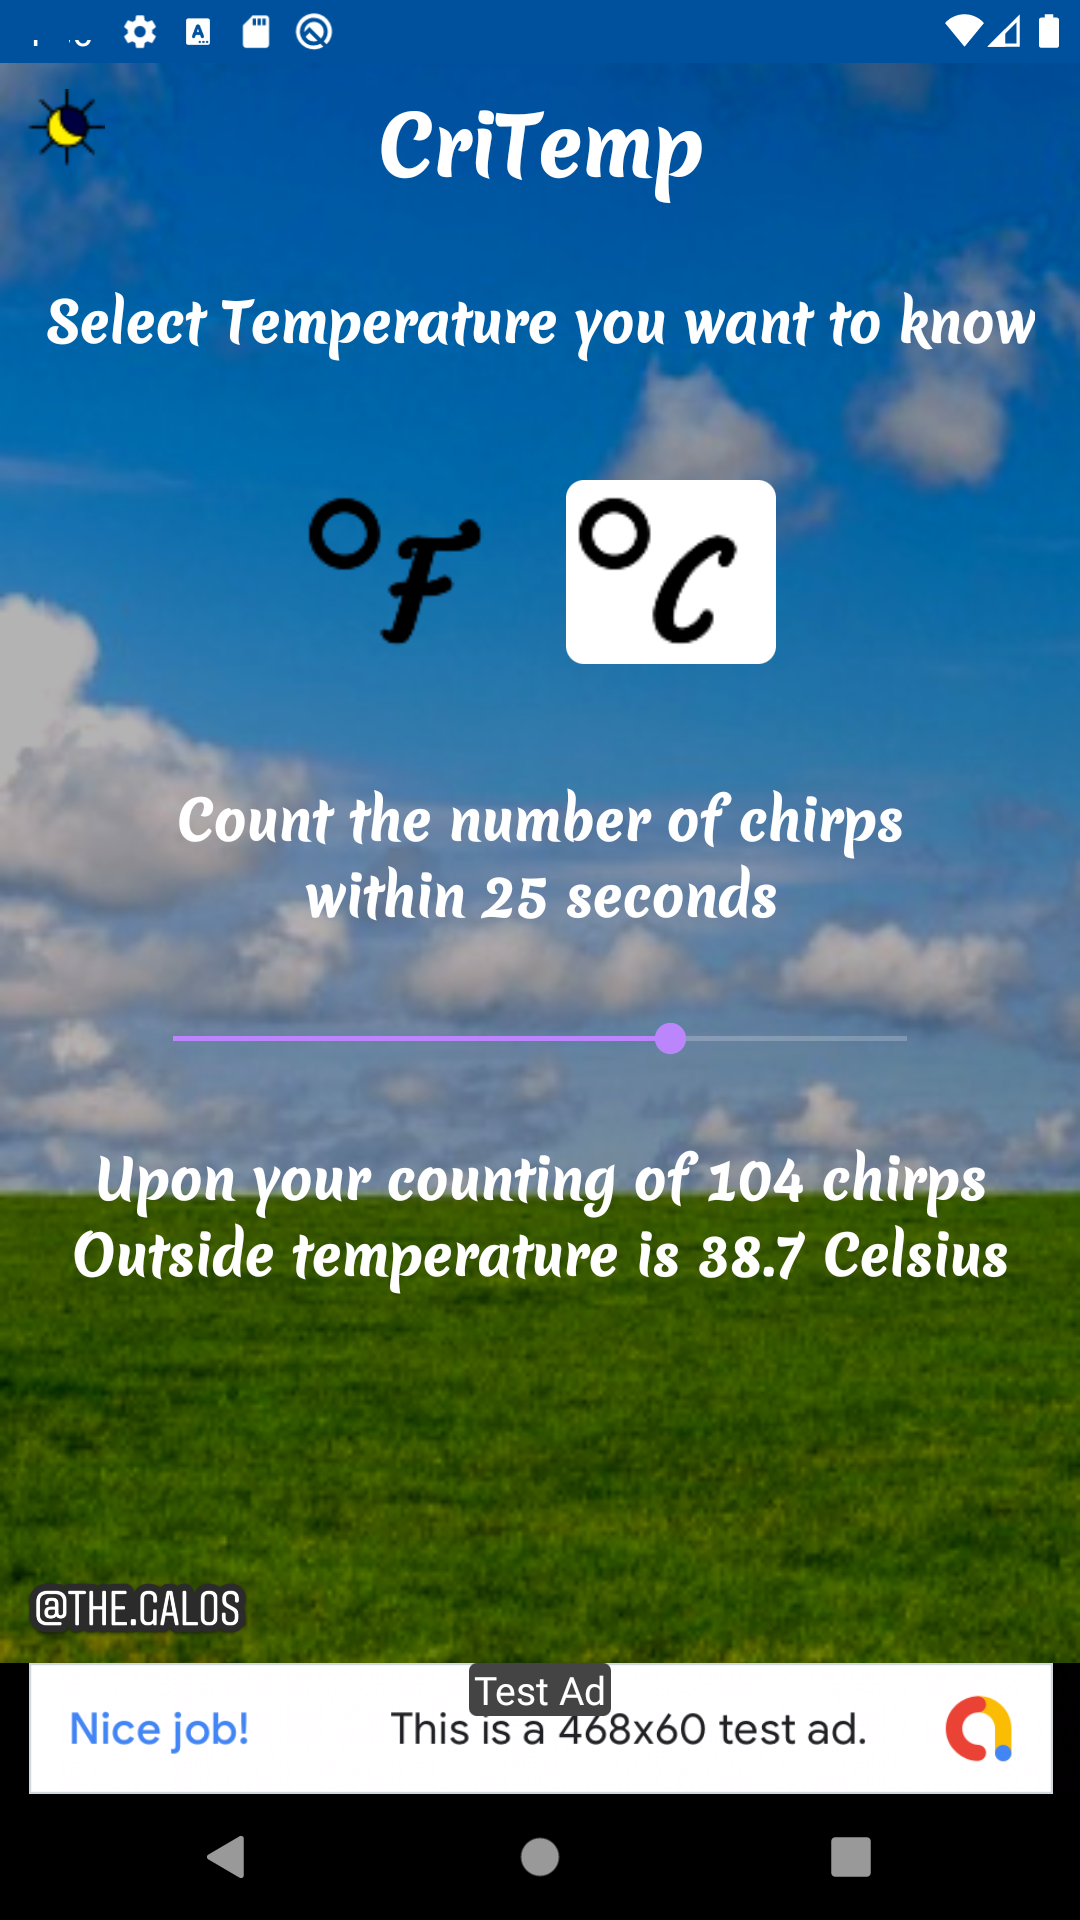 CriTemp
Select Temperature you want to know
°F °C
Count the number of chirps
within 25 seconds
Upon your counting of 104 chirps
Outside temperature is 38.7 Celsius
@THE.GALOS
Test Ad
Nice job! This is a 468x60 test ad.